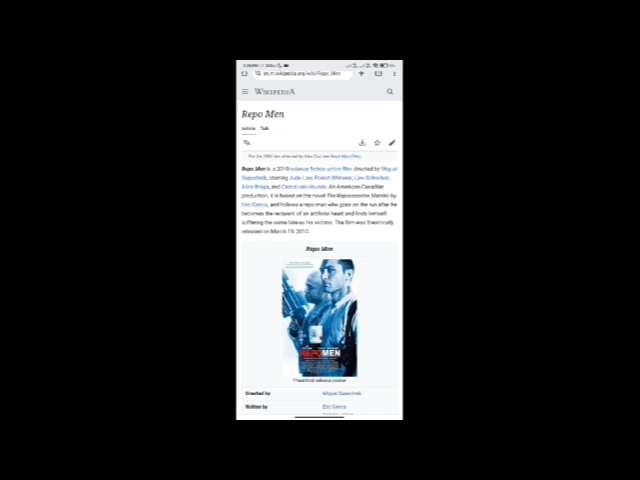 en.m.wikipedia.org/wiki/Repo_Men
WIKIPEDIA
Repo Men
Article Talk
For the 1984 film directed by Alex Cox, see Repo Man (film).
Repo Men is a 2010 science fiction action film directed by Miguel
Sapochnik, starring Jude Law, Forest Whitaker, Liev Schreiber,
Alice Braga, and Carice van Houten. An American-Canadian
production, it is based on the novel The Repossession Mambo by
Eric Garcia, and follows a repo man who goes on the run after he
becomes the recipient of an artificial heart and finds himself
suffering the same fate as his victims. The film was theatrically
released on March 19, 2010.
Repo Men
REPO MEN
Theatrical release poster
Directed by Miguel Sapochnik
Written by Eric Garcia